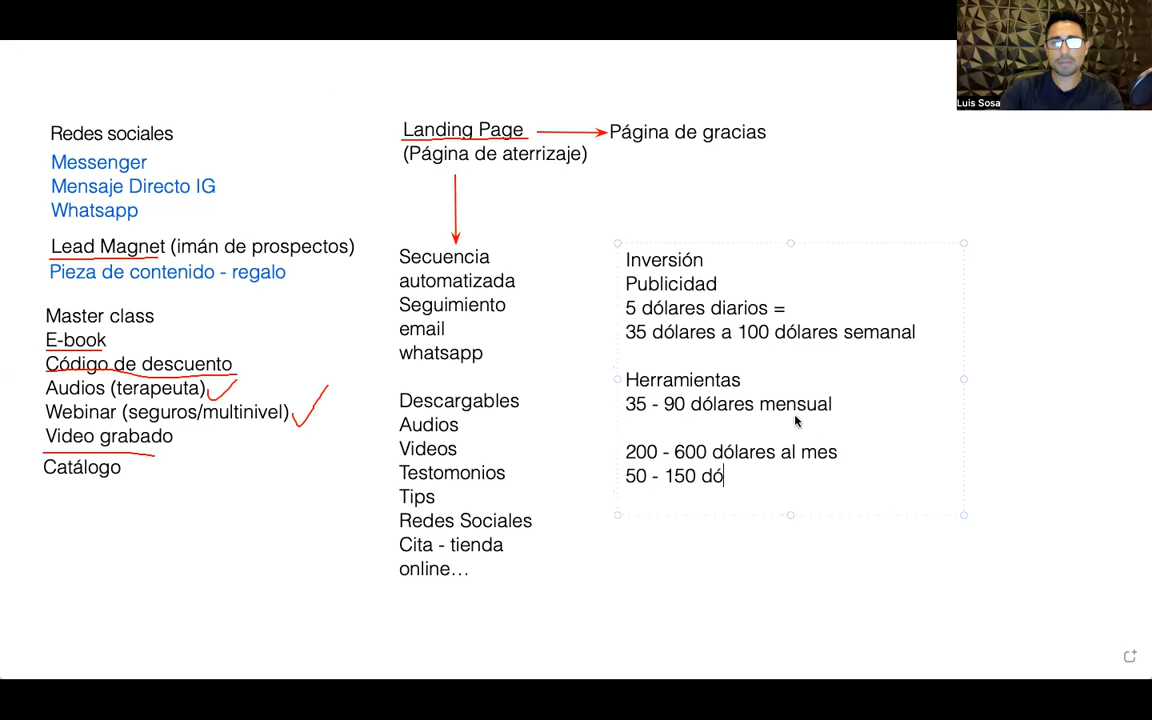 Luis Sosa
Redes sociales
Messenger
Mensaje Directo IG
Whatsapp
Lead Magnet (imán de prospectos)
Pieza de contenido - regalo
Master class
E-book
Código de descuento
Audios (terapeuta)
Webinar (seguros/multinivel)
Video grabado
Catálogo
Landing Page
(Página de aterrizaje)
Página de gracias
Secuencia
automatizada
Seguimiento
email
whatsapp
Descargables
Audios
Videos
Testomonios
Tips
Redes Sociales
Cita - tienda
online…
Inversión
Publicidad
5 dólares diarios =
35 dólares a 100 dólares semanal
Herramientas
35 - 90 dólares mensual
200 - 600 dólares al mes
50 - 150 dó